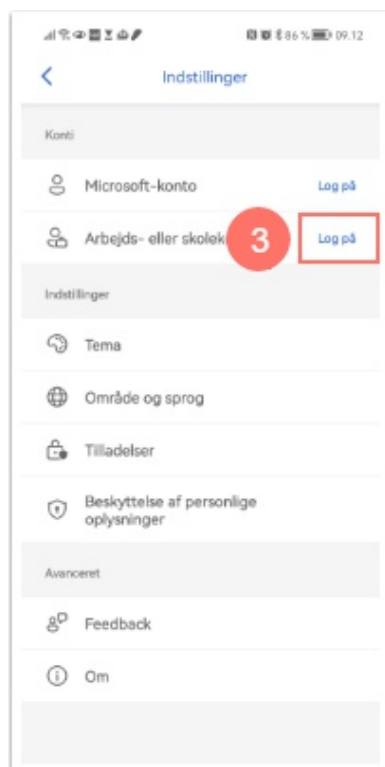 86 % 09.12
Indstillinger
Konti
Microsoft-konto Log på
Arbejds- eller skolek 3 Log på
Indstillinger
Tema
Område og sprog
Tilladelser
Beskyttelse af personlige
oplysninger
Avanceret
Feedback
Om